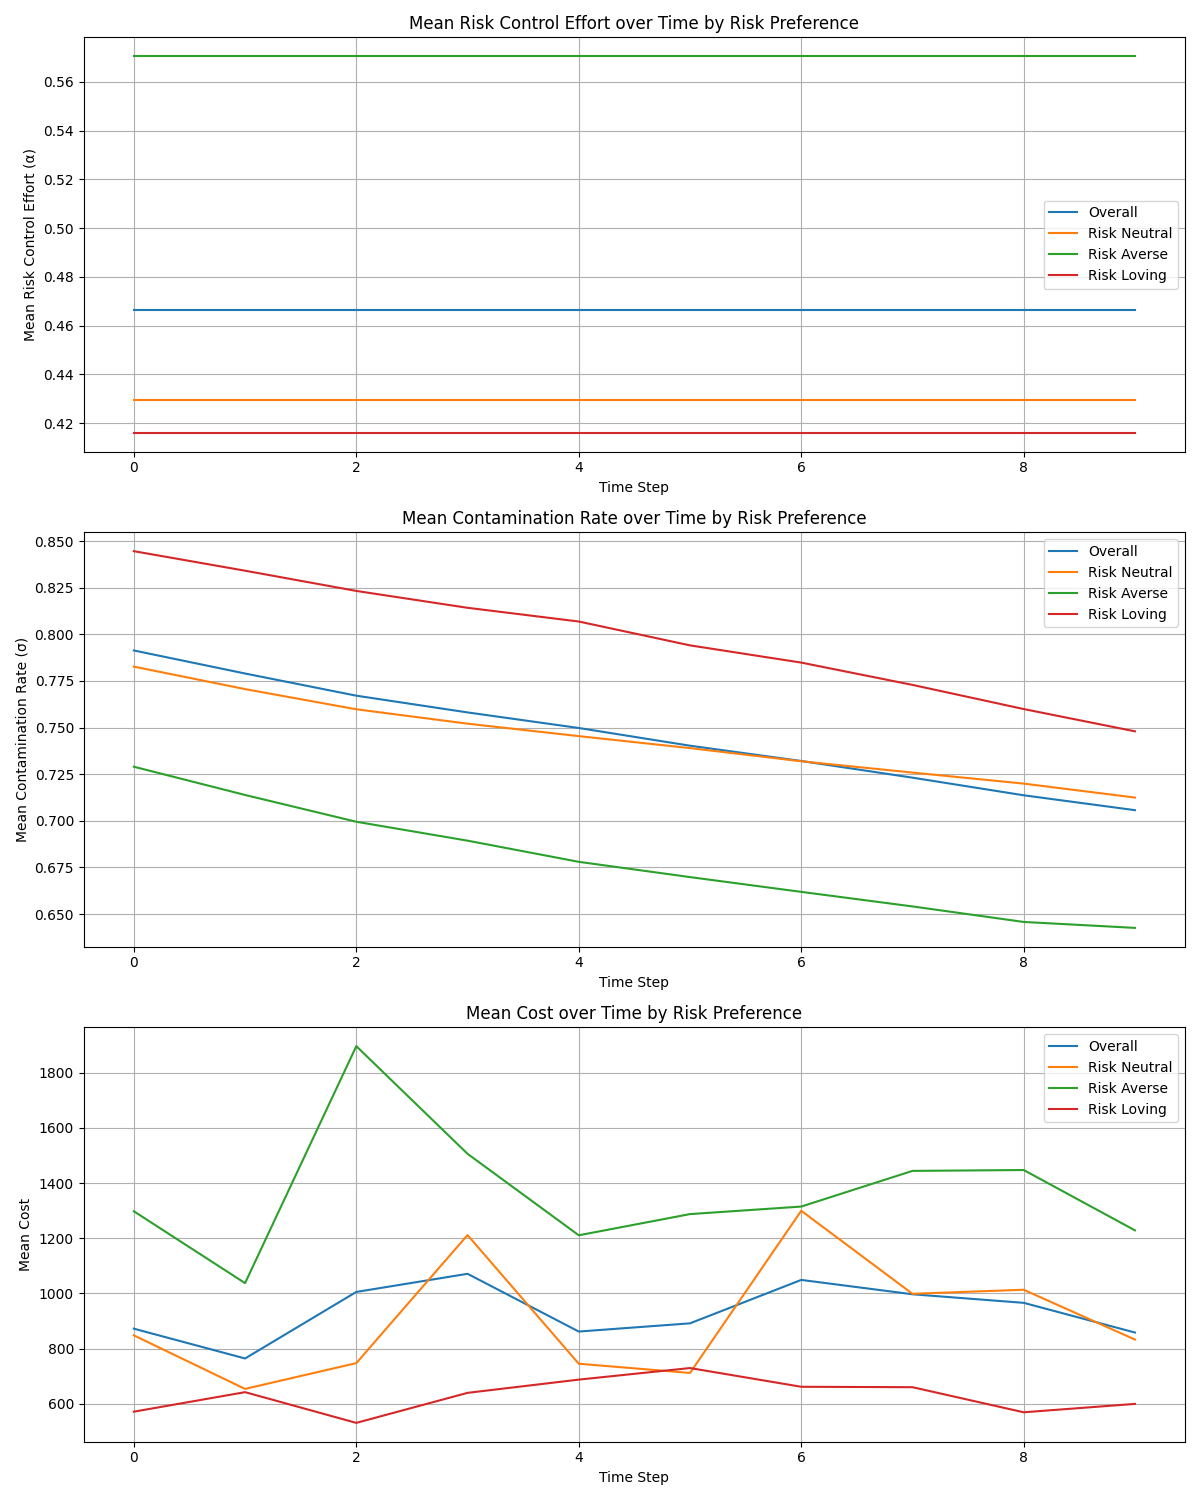 Mean Risk Control Effort over Time by Risk Preference
Mean Risk Control Effort (α)
0.56
0.54
0.52
0.50
0.48
0.46
0.44
0.42
Overall
Risk Neutral
Risk Averse
Risk Loving
0 2 4 6 8
Time Step
Mean Contamination Rate over Time by Risk Preference
Mean Contamination Rate (σ)
0.850
0.825
0.800
0.775
0.750
0.725
0.700
0.675
0.650
Overall
Risk Neutral
Risk Averse
Risk Loving
0 2 4 6 8
Time Step
Mean Cost over Time by Risk Preference
Mean Cost
1800
1600
1400
1200
1000
800
600
Overall
Risk Neutral
Risk Averse
Risk Loving
0 2 4 6 8
Time Step